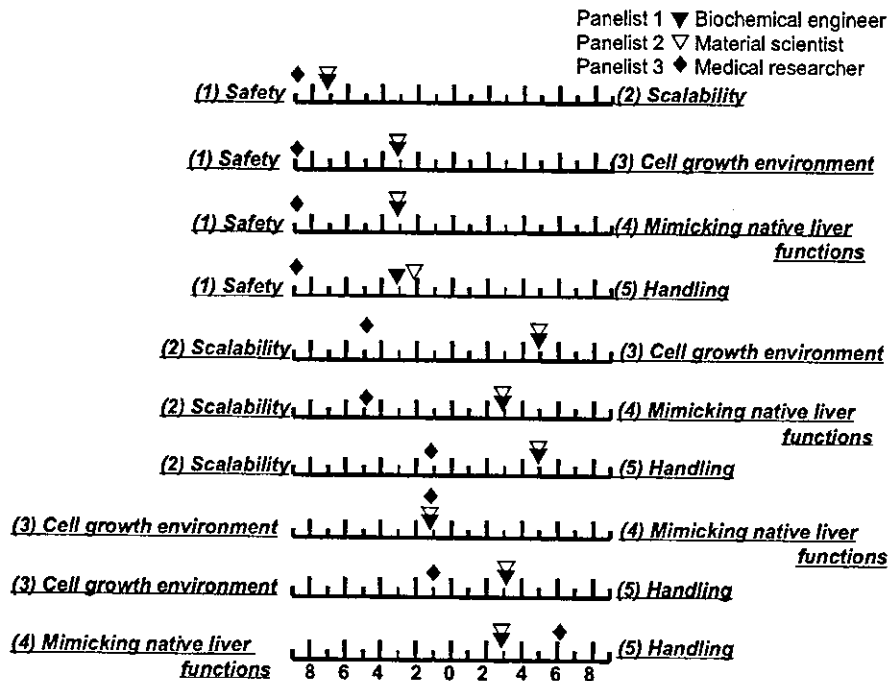 Panelist 1 ▼ Biochemical engineer
Panelist 2 ▽ Material scientist
Panelist 3 ◆ Medical researcher
(1) Safety (2) Scalability
(1) Safety (3) Cell growth environment
(1) Safety (4) Mimicking native liver
functions
(1) Safety (5) Handling
(2) Scalability (3) Cell growth environment
(2) Scalability (4) Mimicking native liver
functions
(2) Scalability (5) Handling
(3) Cell growth environment (4) Mimicking native liver
functions
(3) Cell growth environment (5) Handling
(4) Mimicking native liver (5) Handling
functions 8 6 4 2 0 2 4 6 8